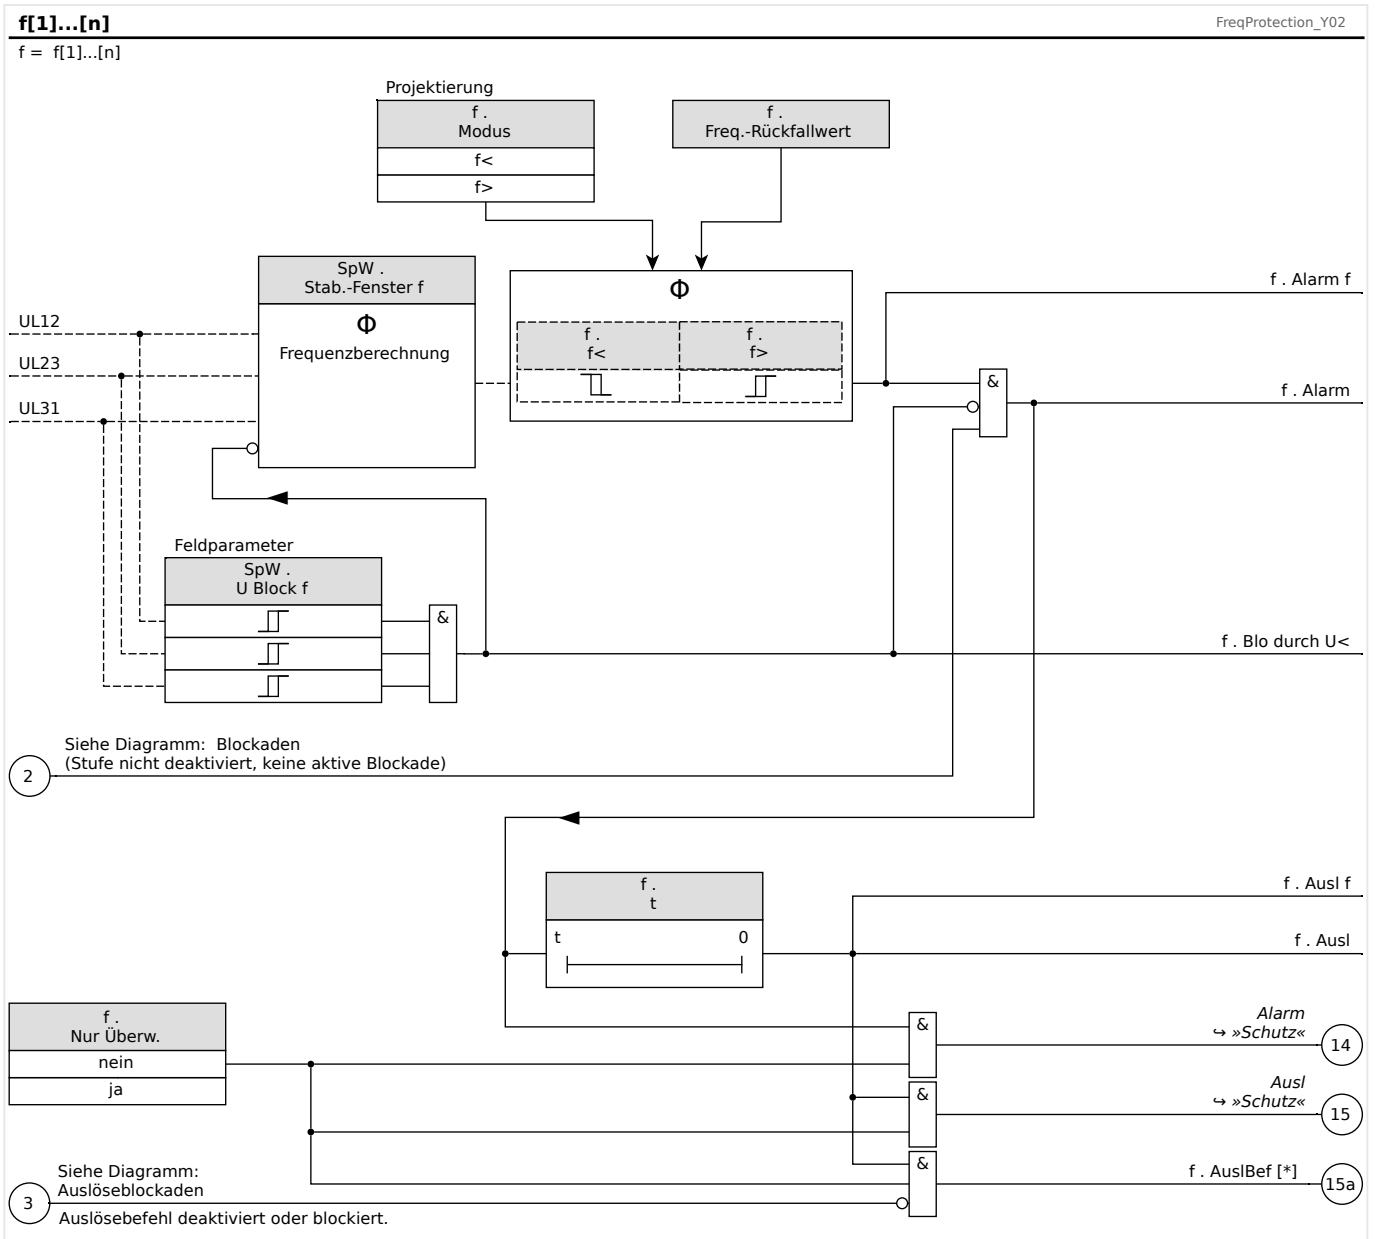 f[1]...[n]
FreqProtection_Y02
f = f[1]...[n]
Projektierung
f .
Modus
f<
f>
f .
Freq.-Rückfallwert
SpW .
Stab.-Fenster f
Φ
Frequenzberechnung
UL12
UL23
UL31
Φ
f .
f<
f .
f>
f . Alarm f
&
f . Alarm
Feldparameter
SpW .
U Block f
&
f . Blo durch U<
2
Siehe Diagramm: Blockaden
(Stufe nicht deaktiviert, keine aktive Blockade)
f .
t
t 0
f . Ausl f
f . Ausl
f .
Nur Überw.
nein
ja
&
Alarm
↪ »Schutz«
14
&
Ausl
↪ »Schutz«
15
3
Siehe Diagramm:
Auslöseblockaden
Auslösebefehl deaktiviert oder blockiert.
&
f . AuslBef [*]
15a